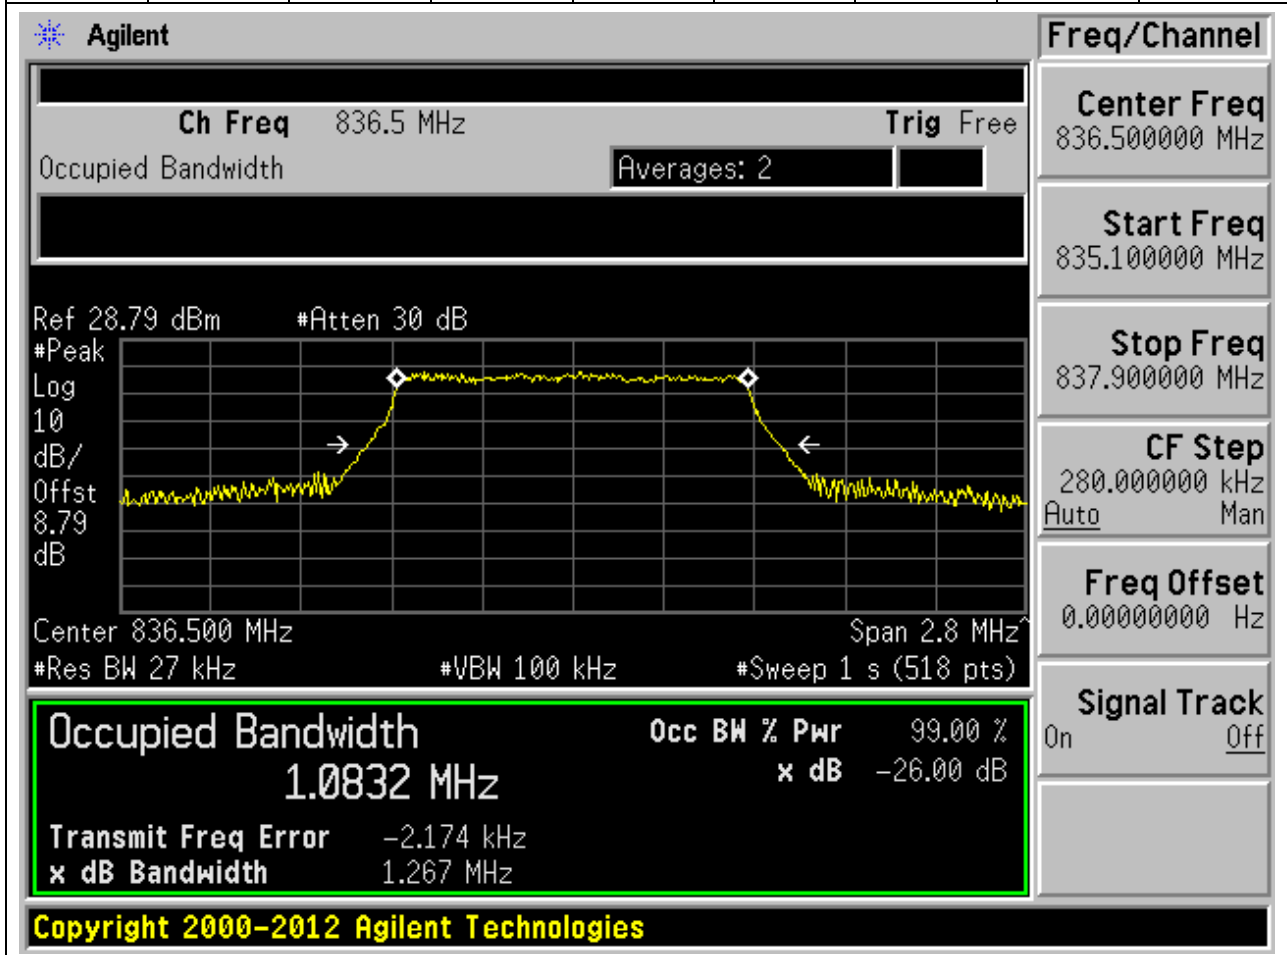 Agilent
Freq/Channel
Ch Freq 836.5 MHz Trig Free
Occupied Bandwidth Averages: 2
Center Freq
836.500000 MHz
Start Freq
835.100000 MHz
Stop Freq
837.900000 MHz
CF Step
280.000000 kHz
Auto Man
Freq Offset
0.00000000 Hz
Signal Track
On Off
Ref 28.79 dBm #Atten 30 dB
#Peak
Log
10
dB/
Offst
8.79
dB
Center 836.500 MHz Span 2.8 MHz^
#Res BW 27 kHz #VBW 100 kHz #Sweep 1 s (518 pts)
Occupied Bandwidth Occ BW % Pwr 99.00 %
1.0832 MHz x dB -26.00 dB
Transmit Freq Error -2.174 kHz
x dB Bandwidth 1.267 MHz
Copyright 2000-2012 Agilent Technologies